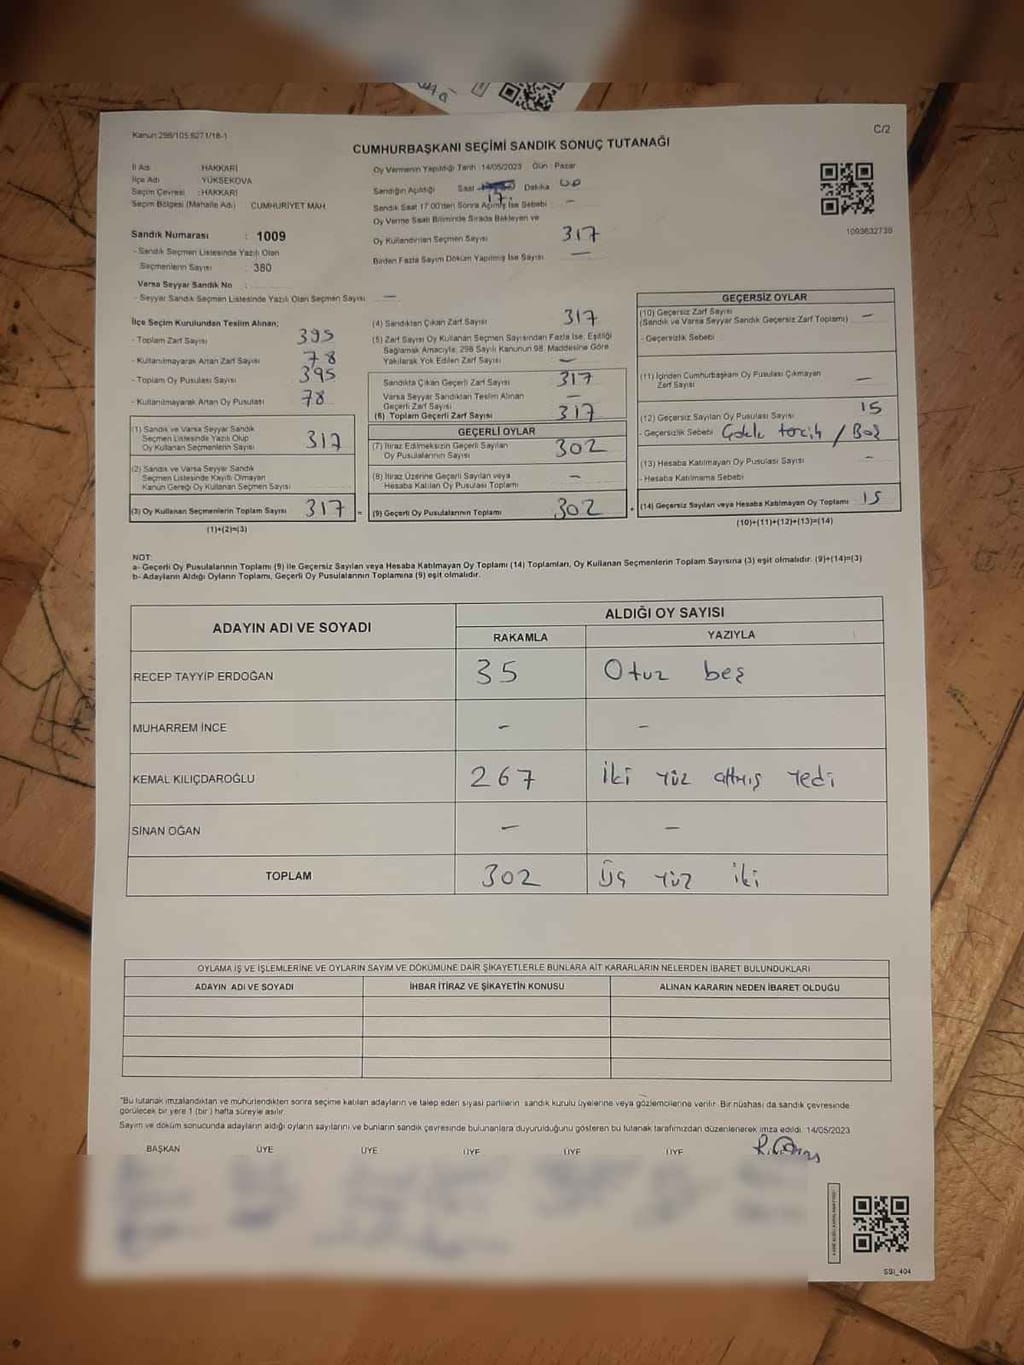 Kanun:298/105;6271/18-1
C/2
CUMHURBAŞKANI SEÇİMİ SANDIK SONUÇ TUTANAĞI
İl Adı HAKKARİ
İlçe Adı YÜKSEKOVA
Seçim Çevresi : HAKKARİ
Seçim Bölgesi (Mahalle Adı) CUMHURİYET MAH.
Sandık Numarası : 1009
- Sandık Seçmen Listesinde Yazılı Olan
Seçmenlerin Sayısı : 380
Varsa Seyyar Sandık No :
- Seyyar Sandık Seçmen Listesinde Yazılı Olan Seçmen Sayısı —
Oy Vermenin Yapıldığı Tarih :14/05/2023 Gün : Pazar
Sandığın Açıldığı Saat 17 Dakika 00
Sandık Saat 17:00'den Sonra Açılmış İse Sebebi —
Oy Verme Saati Bitiminde Sırada Bekleyen ve
Oy Kullandırılan Seçmen Sayısı 317
Birden Fazla Sayım Döküm Yapılmış İse Sayısı —
1093632738
İlçe Seçim Kurulundan Teslim Alınan;
- Toplam Zarf Sayısı 395
- Kullanılmayarak Artan Zarf Sayısı 78
- Toplam Oy Pusulası Sayısı 395
- Kullanılmayarak Artan Oy Pusulası 78
(1) Sandık ve Varsa Seyyar Sandık
Seçmen Listesinde Yazılı Olup
Oy Kullanan Seçmenlerin Sayısı 317
(2) Sandık ve Varsa Seyyar Sandık
Seçmen Listesinde Kayıtlı Olmayan
Kanun Gereği Oy Kullanan Seçmen Sayısı
(3) Oy Kullanan Seçmenlerin Toplam Sayısı 317 =
(1)+(2)=(3)
(4) Sandıktan Çıkan Zarf Sayısı 317
(5) Zarf Sayısı Oy Kullanan Seçmen Sayısından Fazla İse, Eşitliği
Sağlamak Amacıyla, 298 Sayılı Kanunun 98. Maddesine Göre
Yakılarak Yok Edilen Zarf Sayısı —
Sandıkta Çıkan Geçerli Zarf Sayısı 317
Varsa Seyyar Sandıktan Teslim Alınan
Geçerli Zarf Sayısı —
(6) Toplam Geçerli Zarf Sayısı 317
GEÇERLİ OYLAR
(7) İtiraz Edilmeksizin Geçerli Sayılan
Oy Pusulalarının Sayısı 302
(8) İtiraz Üzerine Geçerli Sayılan veya
Hesaba Katılan Oy Pusulası Toplamı —
(9) Geçerli Oy Pusulalarının Toplamı 302 +
GEÇERSİZ OYLAR
(10) Geçersiz Zarf Sayısı
(Sandık ve Varsa Seyyar Sandık Geçersiz Zarf Toplamı) —
- Geçersizlik Sebebi
(11) İçinden Cumhurbaşkanı Oy Pusulası Çıkmayan
Zarf Sayısı —
(12) Geçersiz Sayılan Oy Pusulası Sayısı 15
- Geçersizlik Sebebi tercih / Boş
(13) Hesaba Katılmayan Oy Pusulası Sayısı —
- Hesaba Katılmama Sebebi
(14) Geçersiz Sayılan veya Hesaba Katılmayan Oy Toplamı 15
(10)+(11)+(12)+(13)=(14)
NOT:
a- Geçerli Oy Pusulalarının Toplamı (9) ile Geçersiz Sayılan veya Hesaba Katılmayan Oy Toplamı (14) Toplamları, Oy Kullanan Seçmenlerin Toplam Sayısına (3) eşit olmalıdır. (9)+(14)=(3)
b- Adayların Aldığı Oyların Toplamı, Geçerli Oy Pusulalarının Toplamına (9) eşit olmalıdır.
ADAYIN ADI VE SOYADI ALDIĞI OY SAYISI
RAKAMLA YAZIYLA
RECEP TAYYİP ERDOĞAN 35 Otuz beş
MUHARREM İNCE — —
KEMAL KILIÇDAROĞLU 267 İki yüz altmış yedi
SİNAN OĞAN — —
TOPLAM 302 Üç yüz iki
OYLAMA İŞ VE İŞLEMLERİNE VE OYLARIN SAYIM VE DÖKÜMÜNE DAİR ŞİKAYETLERLE BUNLARA AİT KARARLARIN NELERDEN İBARET BULUNDUKLARI
ADAYIN ADI VE SOYADI İHBAR İTİRAZ VE ŞİKAYETİN KONUSU ALINAN KARARIN NEDEN İBARET OLDUĞU
*Bu tutanak imzalandıktan ve mühürlendikten sonra seçime katılan adayların ve talep eden siyasi partilerin sandık kurulu üyelerine veya gözlemcilerine verilir. Bir nüshası da sandık çevresinde
görülecek bir yere 1 (bir) hafta süreyle asılır.
Sayım ve döküm sonucunda adayların aldığı oyların sayılarını ve bunların sandık çevresinde bulunanlara duyurulduğunu gösteren bu tutanak tarafımızdan düzenlenerek imza edildi. 14/05/2023
BAŞKAN ÜYE ÜYE ÜYE ÜYE ÜYE
SSI_404